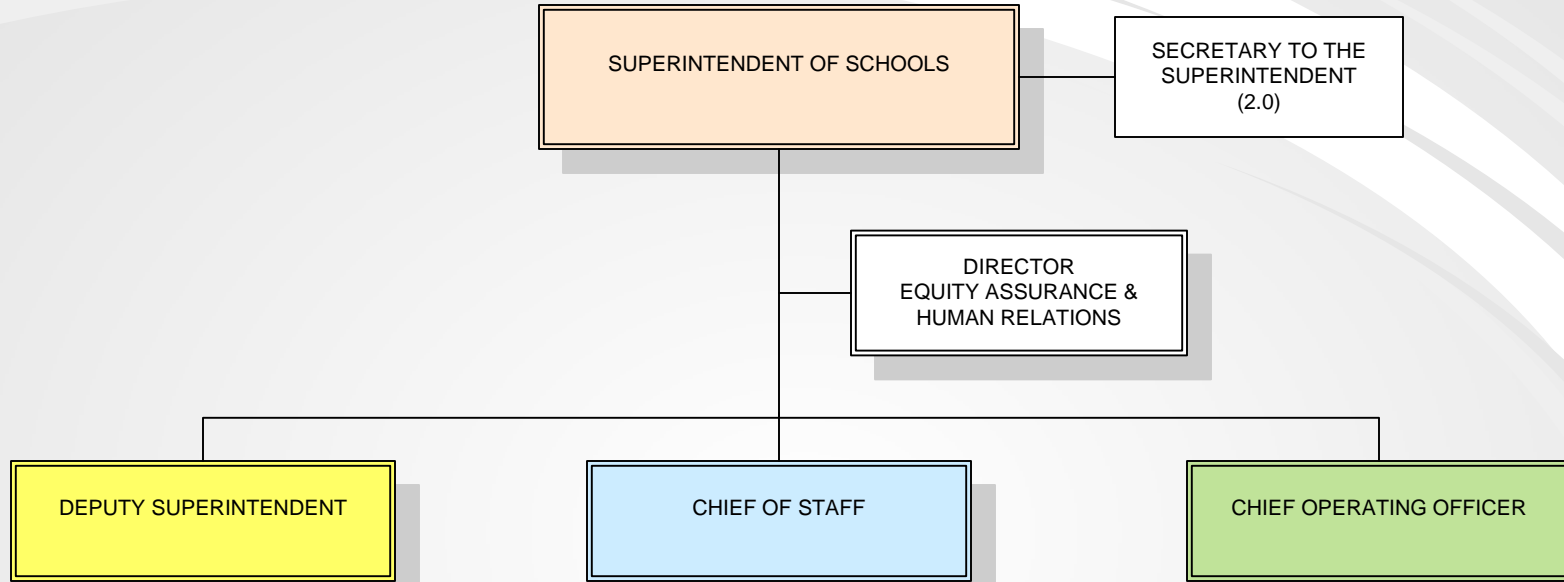 SUPERINTENDENT OF SCHOOLS
SECRETARY TO THE
SUPERINTENDENT
(2.0)
DIRECTOR
EQUITY ASSURANCE &
HUMAN RELATIONS
DEPUTY SUPERINTENDENT
CHIEF OF STAFF
CHIEF OPERATING OFFICER